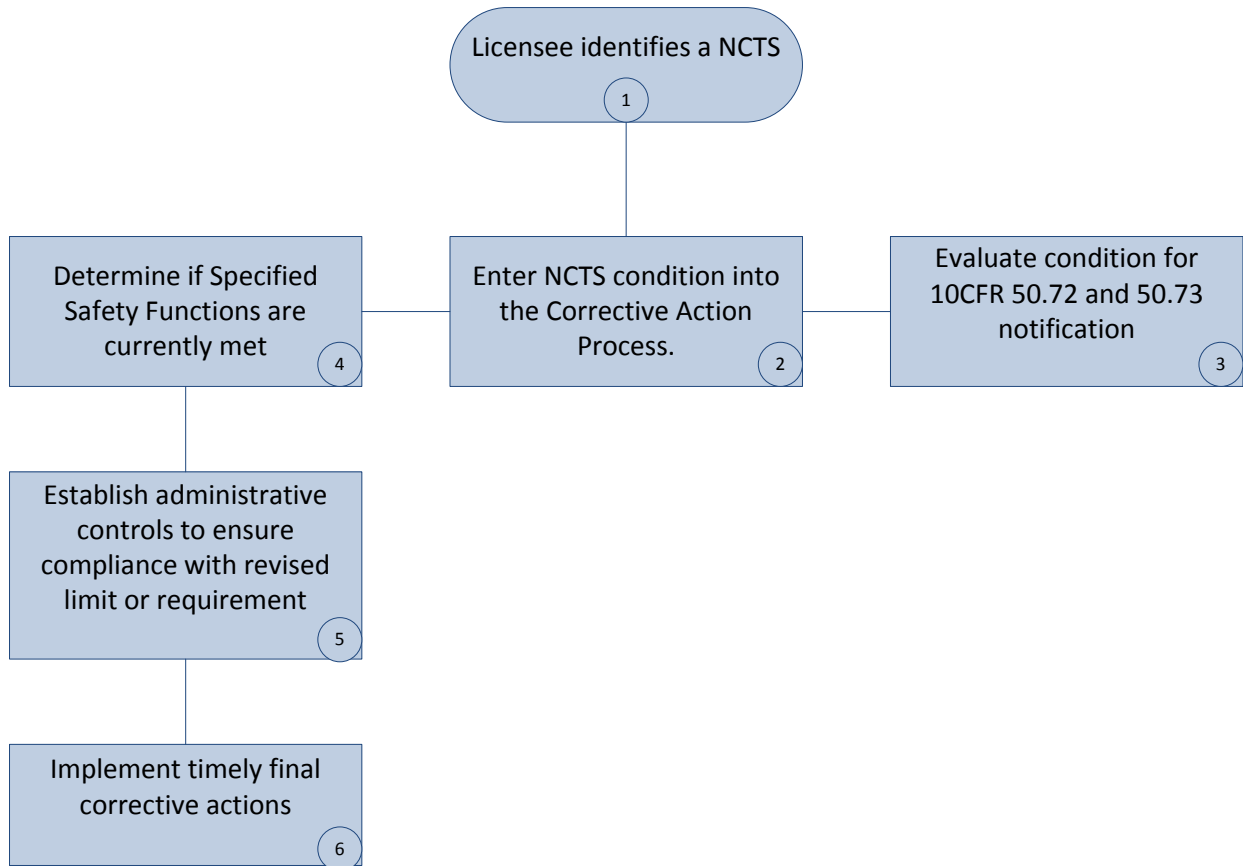 Licensee identifies a NCTS
1
Enter NCTS condition into
the Corrective Action
Process.
2
Evaluate condition for
10CFR 50.72 and 50.73
notification
3
Determine if Specified
Safety Functions are
currently met
4
Establish administrative
controls to ensure
compliance with revised
limit or requirement
5
Implement timely final
corrective actions
6